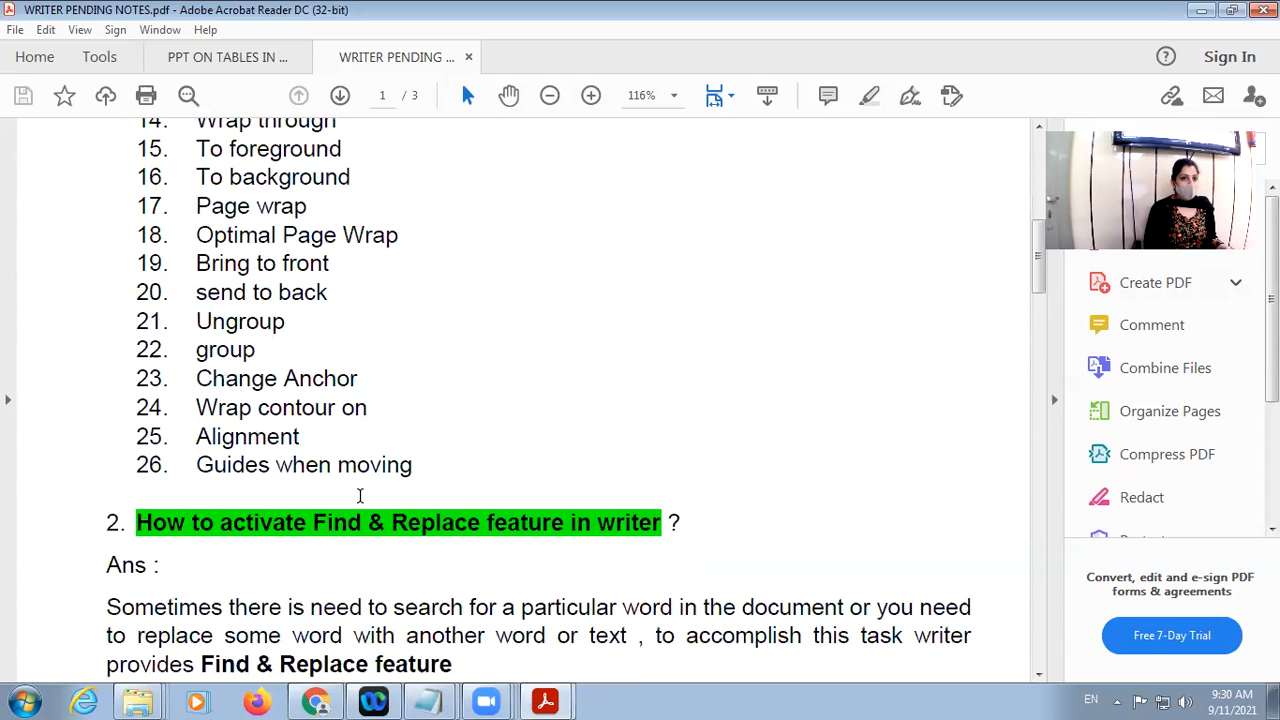 WRITER PENDING NOTES.pdf - Adobe Acrobat Reader DC (32-bit)
File Edit View Sign Window Help
Home Tools PPT ON TABLES IN ... WRITER PENDING ... Sign In
1 / 3 116%
14. Wrap through
15. To foreground
16. To background
17. Page wrap
18. Optimal Page Wrap
19. Bring to front
20. send to back
21. Ungroup
22. group
23. Change Anchor
24. Wrap contour on
25. Alignment
26. Guides when moving
2. How to activate Find & Replace feature in writer ?
Ans :
Sometimes there is need to search for a particular word in the document or you need
to replace some word with another word or text , to accomplish this task writer
provides Find & Replace feature
Create PDF
Comment
Combine Files
Organize Pages
Compress PDF
Redact
Convert, edit and e-sign PDF
forms & agreements
Free 7-Day Trial
EN
9:30 AM
9/11/2021